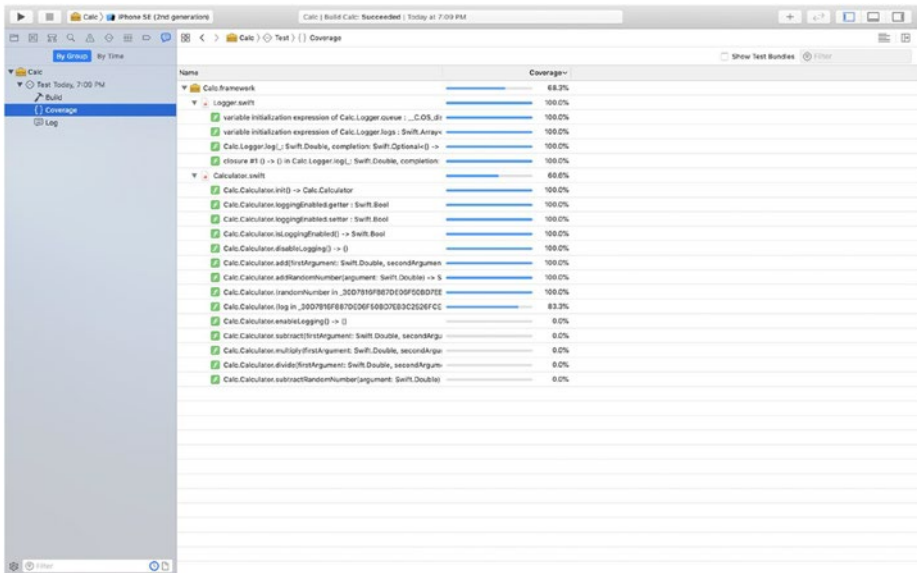 Calc 〉 iPhone SE (2nd generation)
Calc | Build Calc: Succeeded | Today at 7:09 PM
Calc 〉 Test 〉 { } Coverage
By Group By Time
Show Test Bundles Filter
Calc
Test Today, 7:09 PM
Build
{ } Coverage
Log
Name Coverage
Calc.framework 68.3%
Logger.swift 100.0%
variable initialization expression of Calc.Logger.queue : __C.OS_dis 100.0%
variable initialization expression of Calc.Logger.logs : Swift.Array< 100.0%
Calc.Logger.log(_: Swift.Double, completion: Swift.Optional<() -> 100.0%
closure #1 () -> () in Calc.Logger.log(_: Swift.Double, completion: 100.0%
Calculator.swift 60.6%
Calc.Calculator.init() -> Calc.Calculator 100.0%
Calc.Calculator.loggingEnabled.getter : Swift.Bool 100.0%
Calc.Calculator.loggingEnabled.setter : Swift.Bool 100.0%
Calc.Calculator.isLoggingEnabled() -> Swift.Bool 100.0%
Calc.Calculator.disableLogging() -> () 100.0%
Calc.Calculator.add(firstArgument: Swift.Double, secondArgumen 100.0%
Calc.Calculator.addRandomNumber(argument: Swift.Double) -> S 100.0%
Calc.Calculator.(randomNumber in 100.0%
Calc.Calculator.(log in 83.3%
Calc.Calculator.enableLogging() -> () 0.0%
Calc.Calculator.subtract(firstArgument: Swift.Double, secondArgu 0.0%
Calc.Calculator.multiply(firstArgument: Swift.Double, secondArgu 0.0%
Calc.Calculator.divide(firstArgument: Swift.Double, secondArgum 0.0%
Calc.Calculator.subtractRandomNumber(argument: Swift.Double) 0.0%
Filter